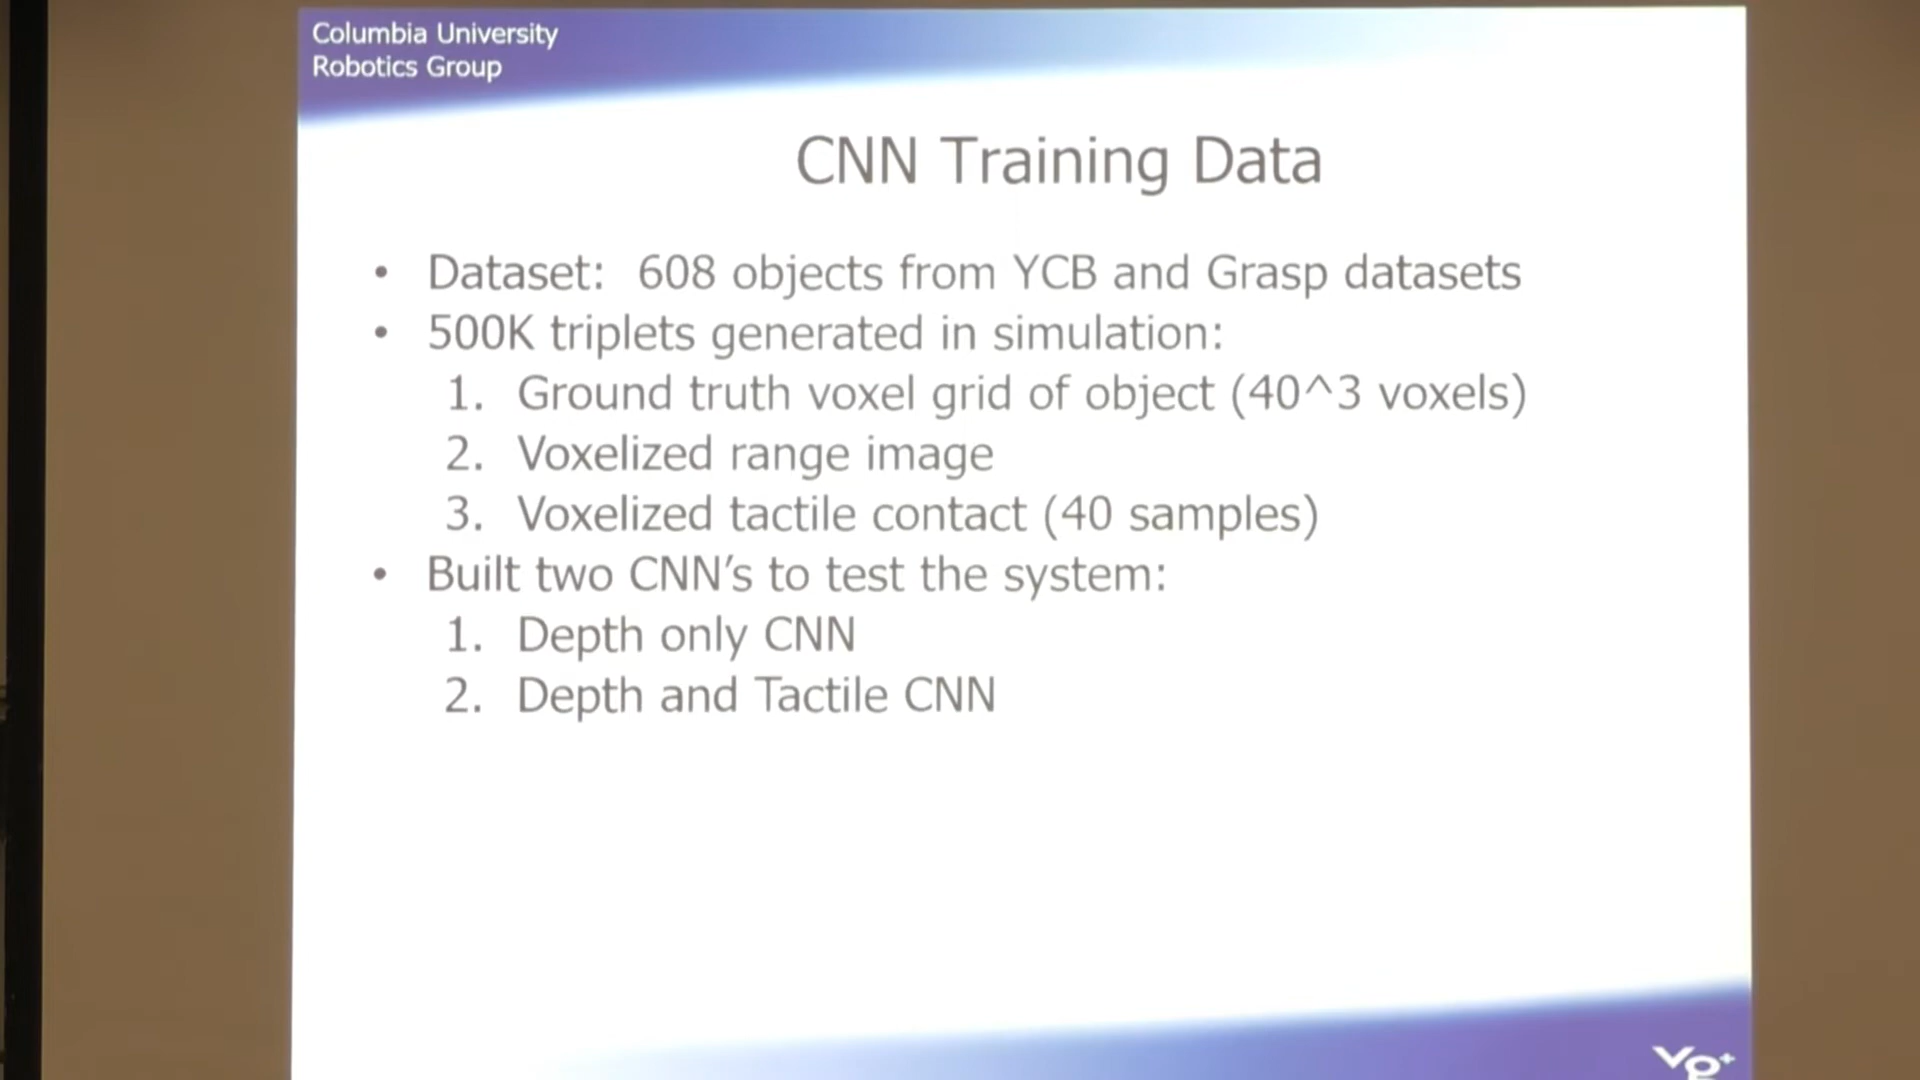 Columbia University
Robotics Group
CNN Training Data
• Dataset: 608 objects from YCB and Grasp datasets
• 500K triplets generated in simulation:
1. Ground truth voxel grid of object (40^3 voxels)
2. Voxelized range image
3. Voxelized tactile contact (40 samples)
• Built two CNN’s to test the system:
1. Depth only CNN
2. Depth and Tactile CNN